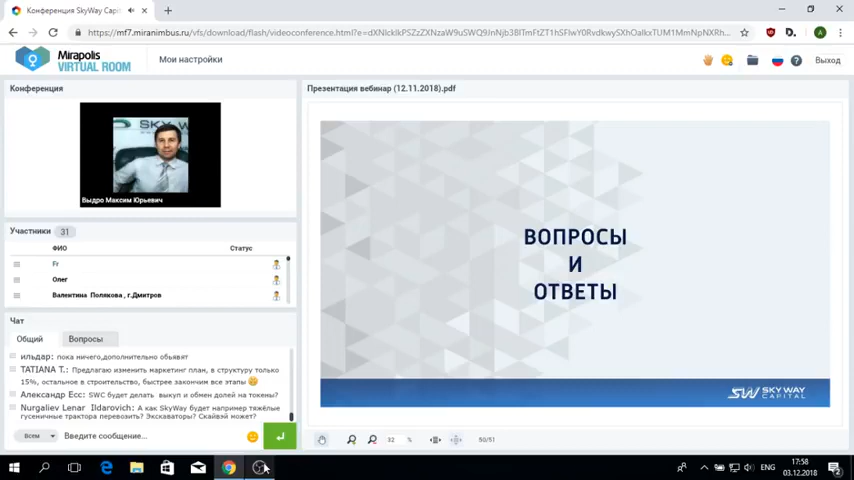 Конференция SkyWay Capit
https://mf7.miranimbus.ru/vfs/download/flash/videoconference.html?e=
Mirapolis
VIRTUAL ROOM
Мои настройки
Выход
Конференция
Презентация вебинар (12.11.2018).pdf
SKY W
Выдро Максим Юрьевич
ВОПРОСЫ
И
ОТВЕТЫ
Участники 31
ФИО Статус
Fr
Олег
Валентина Полякова , г.Дмитров
Чат
Общий Вопросы
ильдар: пока ничего,дополнительно объявят
TATIANA T.: Предлагаю изменить маркетинг план, в структуру только
15%, остальное в строительство, быстрее закончим все этапы
Александр Есс: SWC будет делать выкуп и обмен долей на токены?
Nurgaliev Lenar Ildarovich: А как SkyWay будет например тяжёлые
гусеничные трактора перевозить? Экскаваторы? Скайвэй может?
SW SKY WAY
CAPITAL
Всем Введите сообщение...
32 % 50/51
ENG
17:58
03.12.2018
2